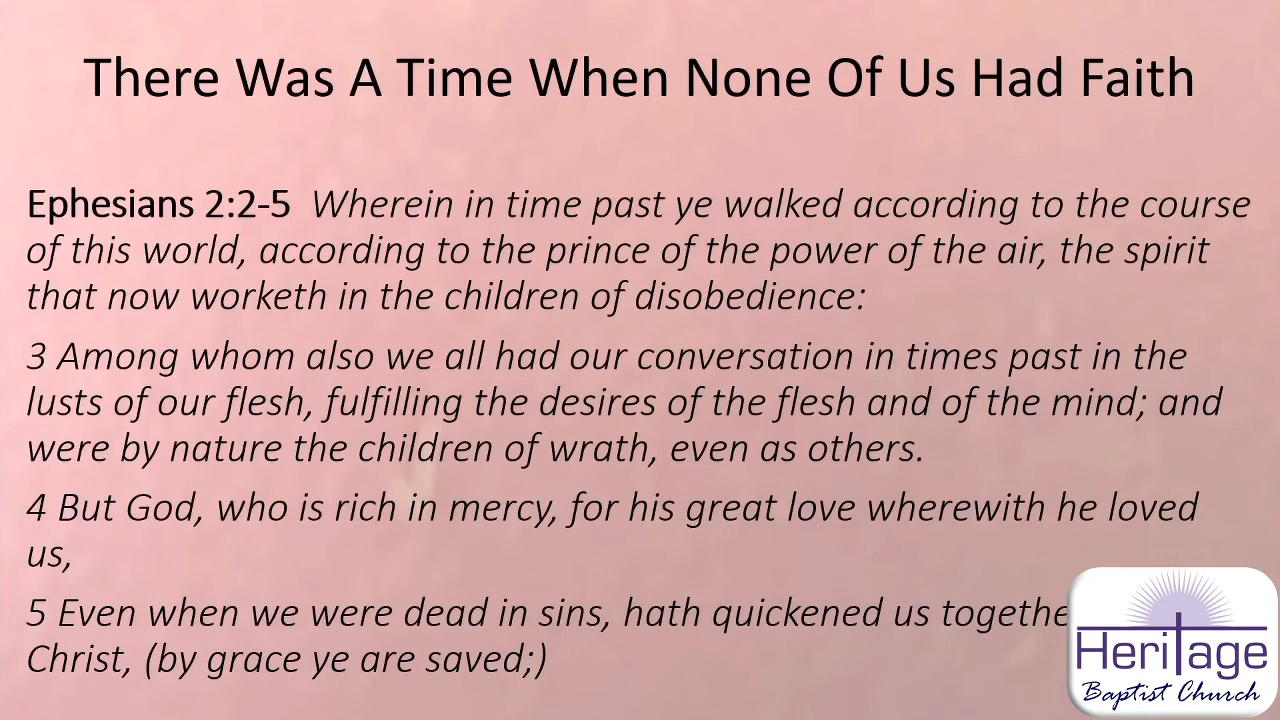 There Was A Time When None Of Us Had Faith
Ephesians 2:2-5 Wherein in time past ye walked according to the course
of this world, according to the prince of the power of the air, the spirit
that now worketh in the children of disobedience:
3 Among whom also we all had our conversation in times past in the
lusts of our flesh, fulfilling the desires of the flesh and of the mind; and
were by nature the children of wrath, even as others.
4 But God, who is rich in mercy, for his great love wherewith he loved
us,
5 Even when we were dead in sins, hath quickened us togethe
Christ, (by grace ye are saved;)
Heritage
Baptist Church